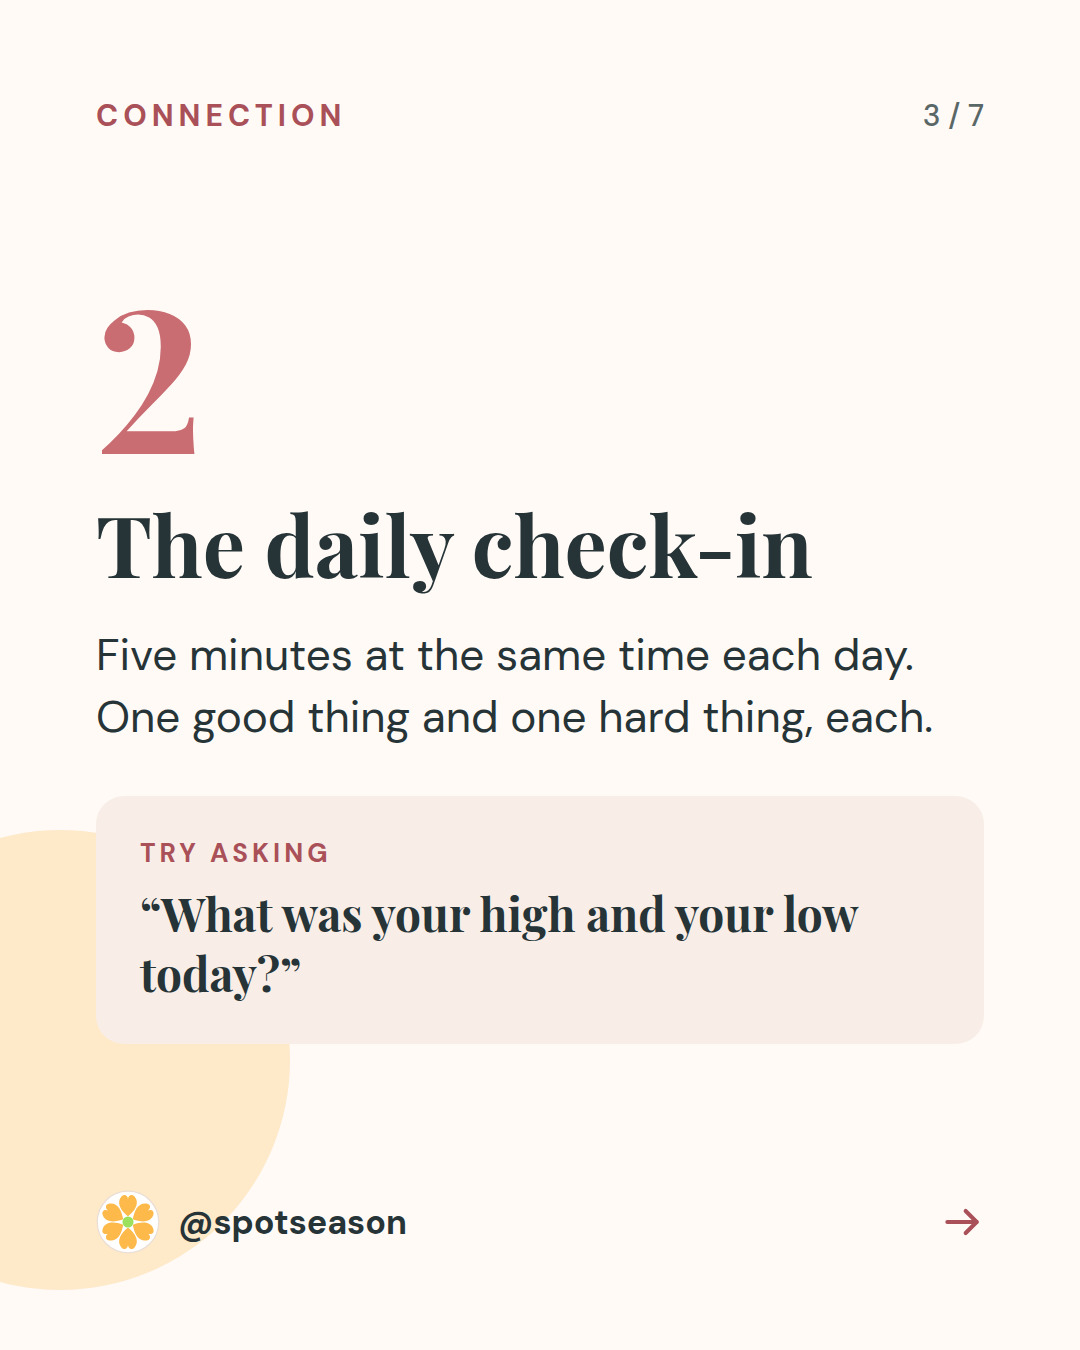 CONNECTION
3 / 7
2
The daily check-in
Five minutes at the same time each day.
One good thing and one hard thing, each.
TRY ASKING
“What was your high and your low
today?”
@spotseason